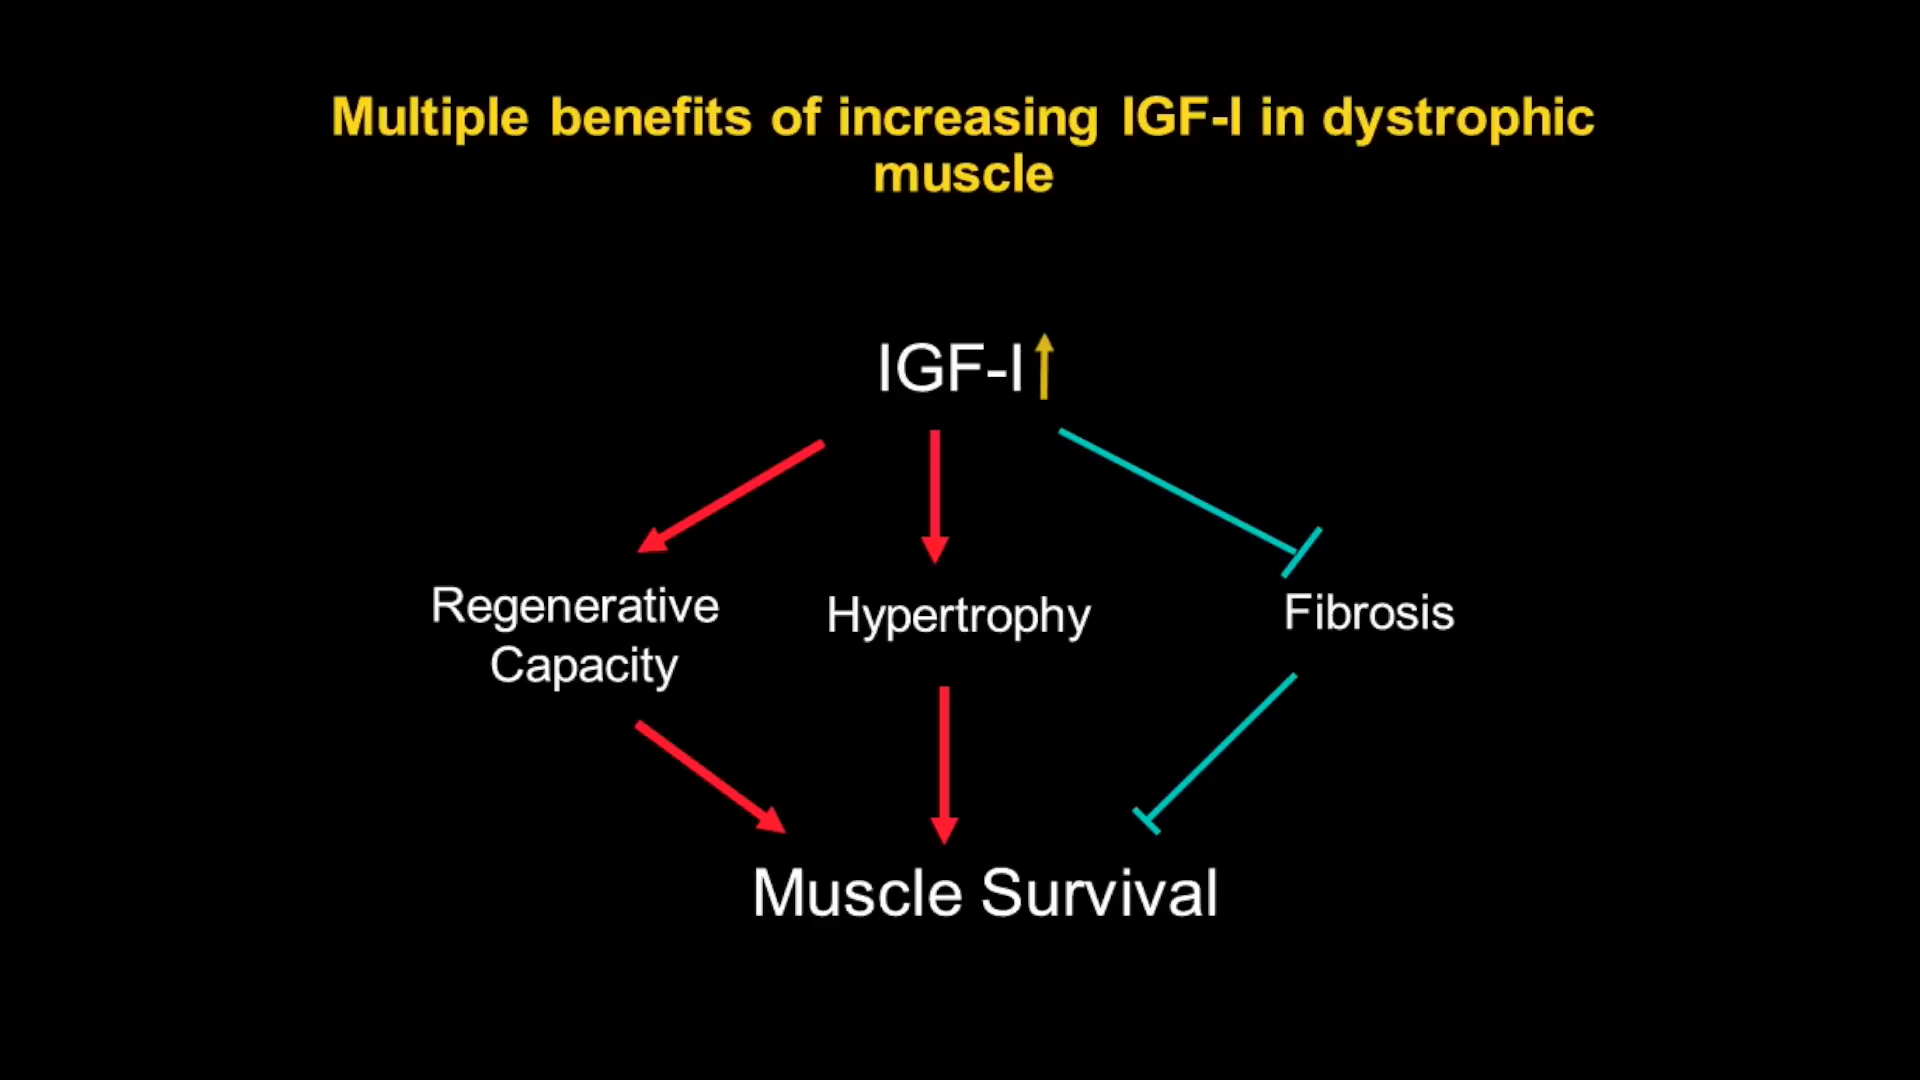 Multiple benefits of increasing IGF-I in dystrophic
muscle
IGF-I
Regenerative
Capacity
Hypertrophy
Fibrosis
Muscle Survival